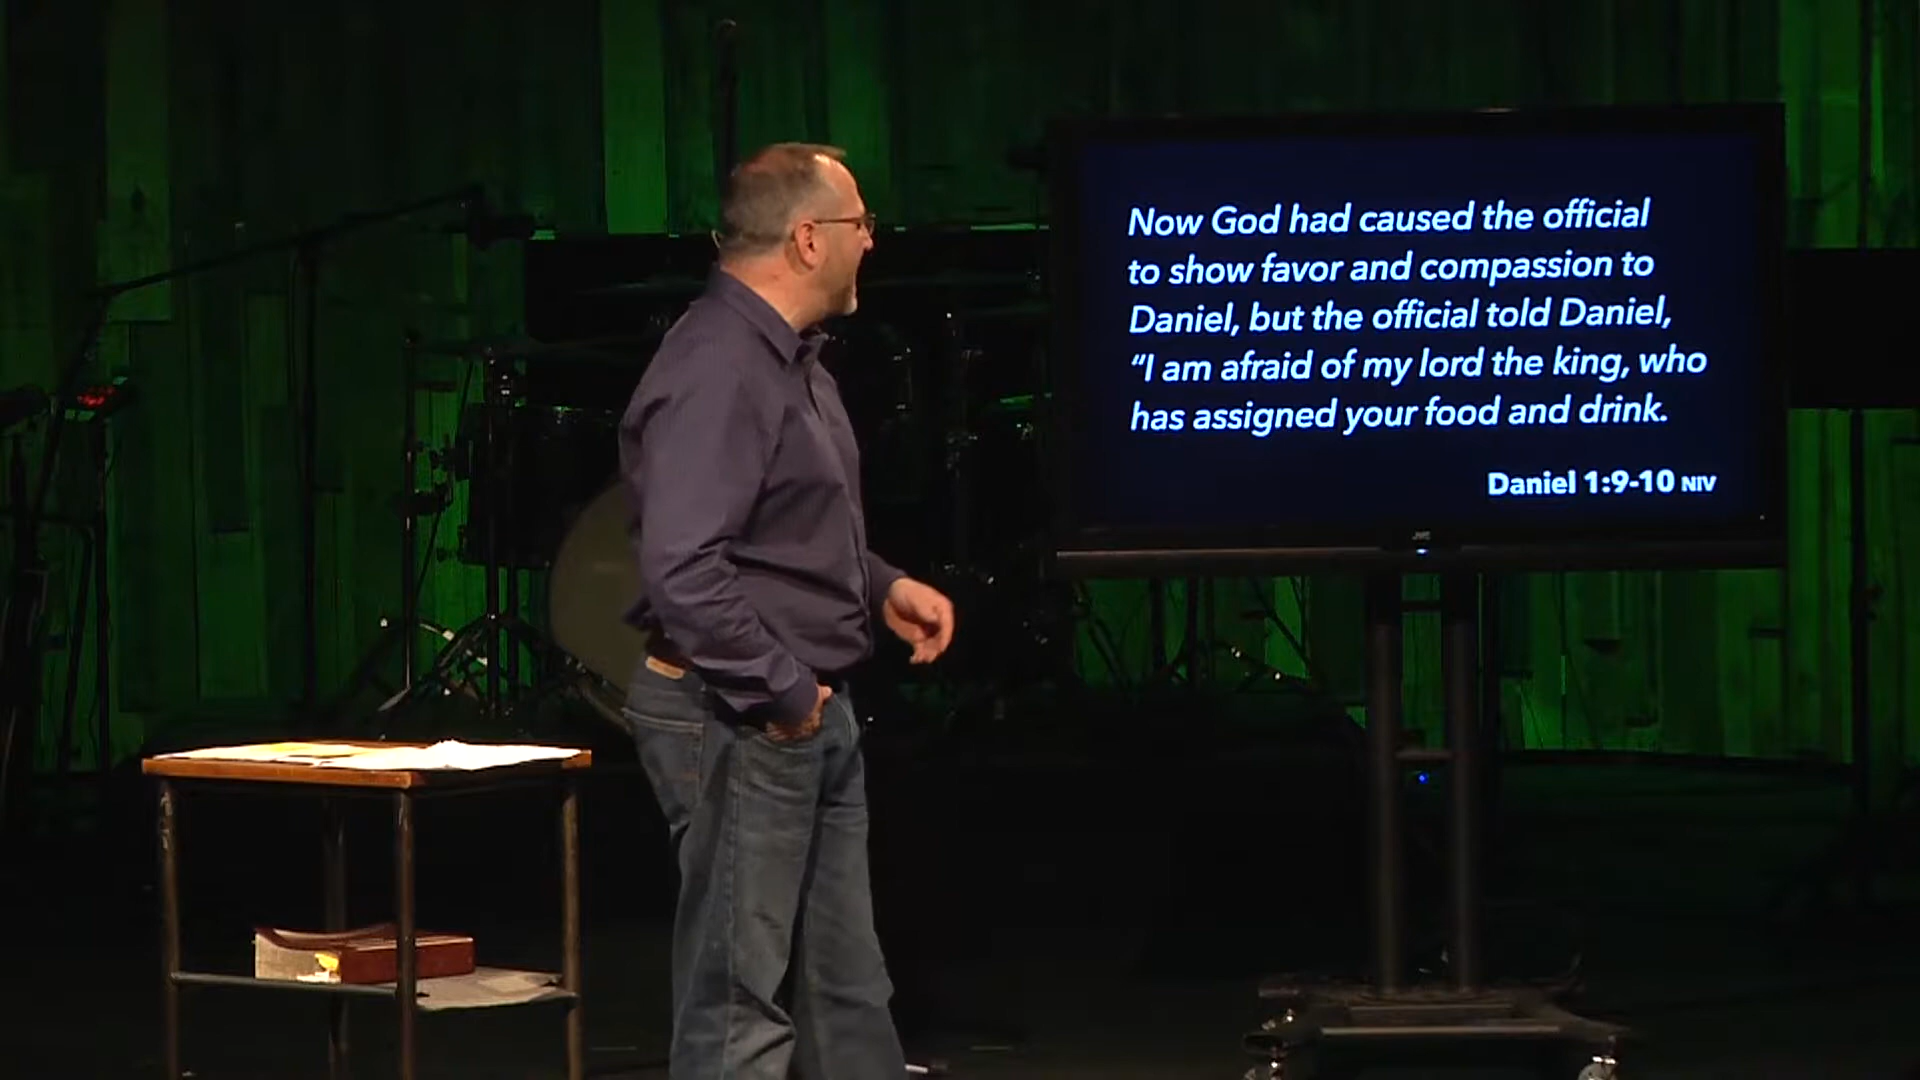 Now God had caused the official
to show favor and compassion to
Daniel, but the official told Daniel,
“I am afraid of my lord the king, who
has assigned your food and drink.
Daniel 1:9-10 NIV
JVC